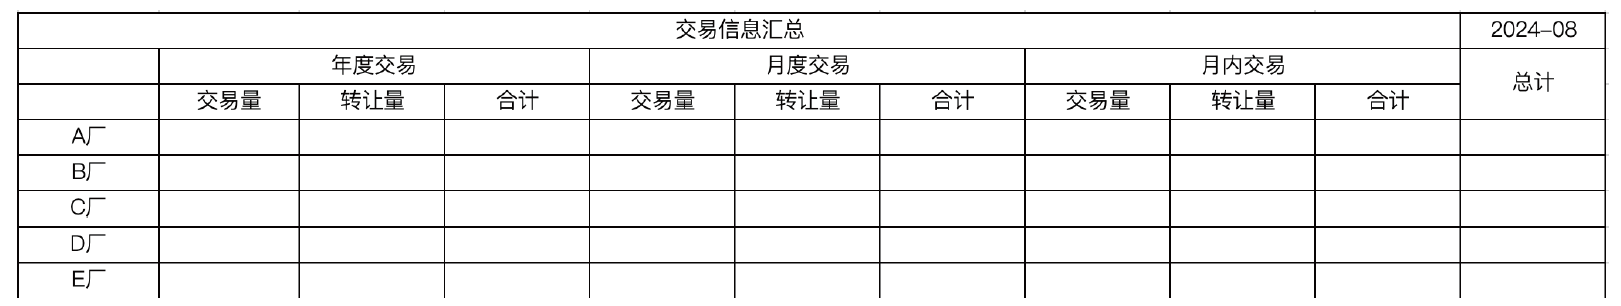 交易信息汇总 2024-08
年度交易 月度交易 月内交易 总计
交易量 转让量 合计 交易量 转让量 合计 交易量 转让量 合计
A厂
B厂
C厂
D厂
E厂